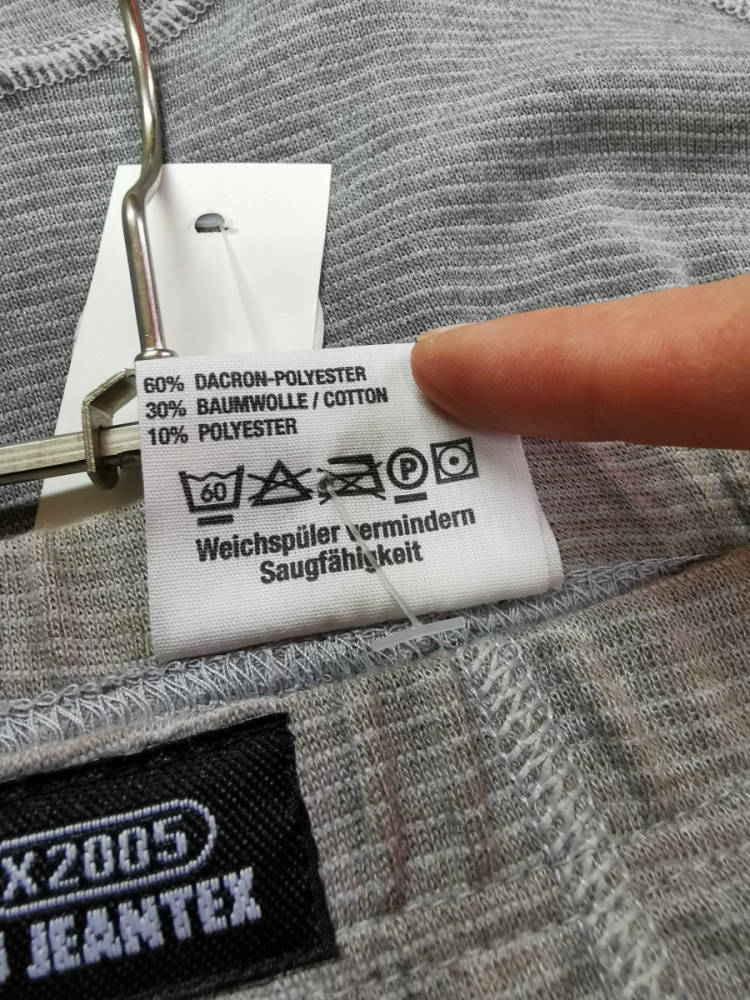 60% DACRON-POLYESTER
30% BAUMWOLLE / COTTON
10% POLYESTER
60 P
Weichspüler vermindern
Saugfähigkeit
X2005
JEANTEX